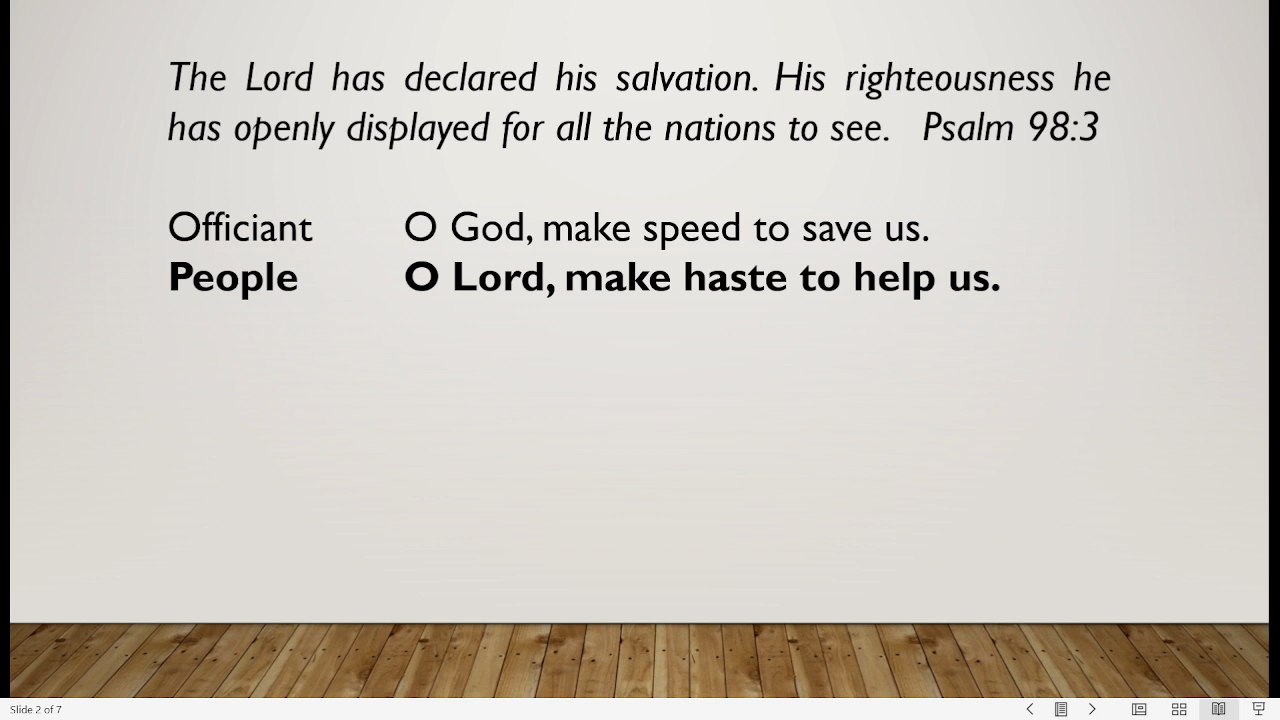 The Lord has declared his salvation. His righteousness he
has openly displayed for all the nations to see. Psalm 98:3
Officiant O God, make speed to save us.
People O Lord, make haste to help us.
Slide 2 of 7